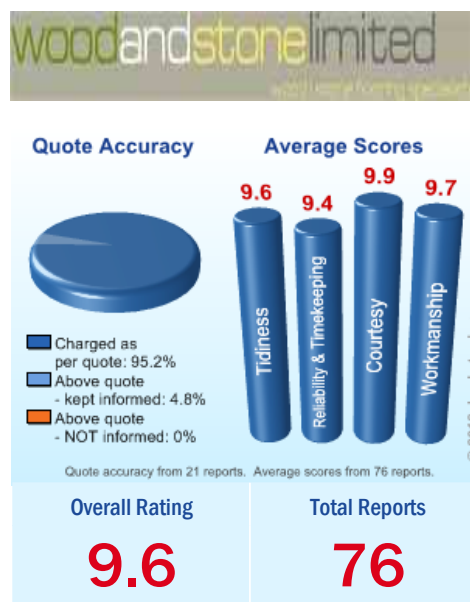 woodandstonelimited
Quote Accuracy
Average Scores
9.6
9.4
9.9
9.7
Tidiness
Reliability & Timekeeping
Courtesy
Workmanship
Charged as
per quote: 95.2%
Above quote
- kept informed: 4.8%
Above quote
- NOT informed: 0%
Quote accuracy from 21 reports. Average scores from 76 reports.
Overall Rating
Total Reports
9.6
76